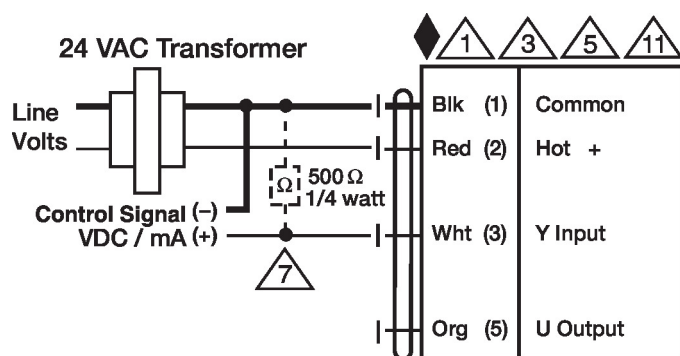 1 3 5 11
24 VAC Transformer
Line
Volts
Blk (1) Common
Red (2) Hot +
Ω 500 Ω
1/4 watt
Control Signal (–)
VDC / mA (+)
Wht (3) Y Input
7
Org (5) U Output